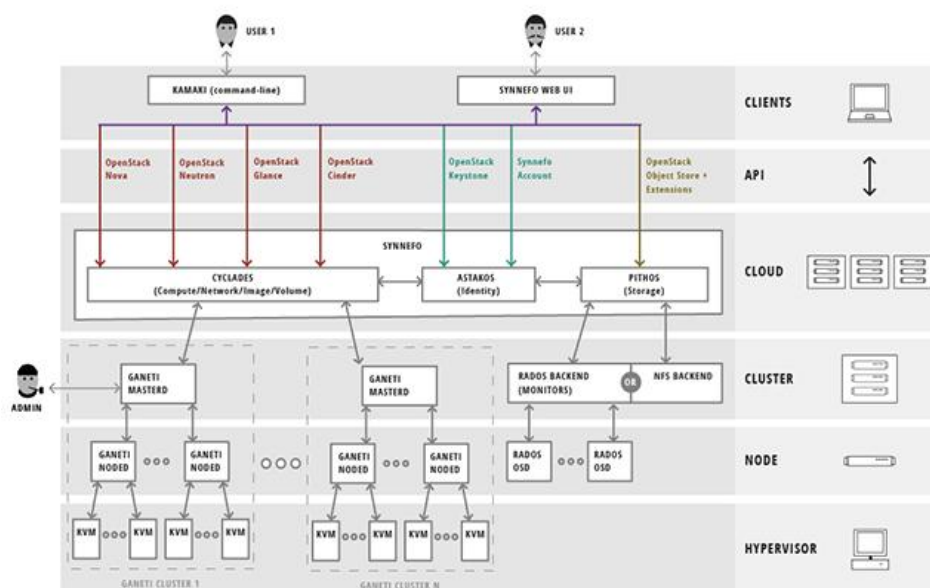 USER 1
USER 2
KAMAKI (command-line)
SYNNEFO WEB UI
CLIENTS
OpenStack
Nova
OpenStack
Neutron
OpenStack
Glance
OpenStack
Cinder
OpenStack
Keystone
Synnefo
Account
OpenStack
Object Store +
Extensions
API
SYNNEFO
CYCLADES
(Compute/Network/Image/Volume)
ASTAKOS
(Identity)
PITHOS
(Storage)
CLOUD
ADMIN
GANETI
MASTERD
GANETI
MASTERD
RADOS BACKEND
(MONITORS)
OR
NFS BACKEND
CLUSTER
GANETI
NODED
GANETI
NODED
GANETI
NODED
GANETI
NODED
RADOS
OSD
RADOS
OSD
NODE
KVM
KVM
KVM
KVM
KVM
KVM
KVM
KVM
HYPERVISOR
GANETI CLUSTER 1
GANETI CLUSTER N